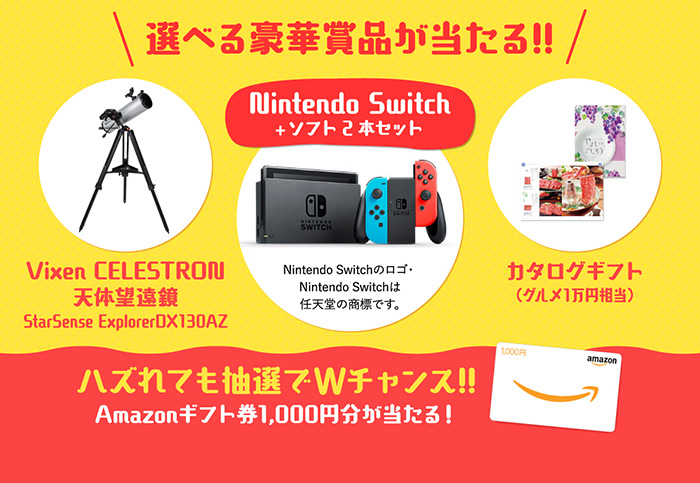 選べる豪華賞品が当たる!!
Nintendo Switch
+ソフト2本セット
NINTENDO
SWITCH
Nintendo Switchのロゴ・
Nintendo Switchは
任天堂の商標です。
Vixen CELESTRON
天体望遠鏡
StarSense ExplorerDX130AZ
カタログギフト
(グルメ1万円相当)
ハズれても抽選でWチャンス!!
Amazonギフト券1,000円分が当たる!
1,000円
amazon